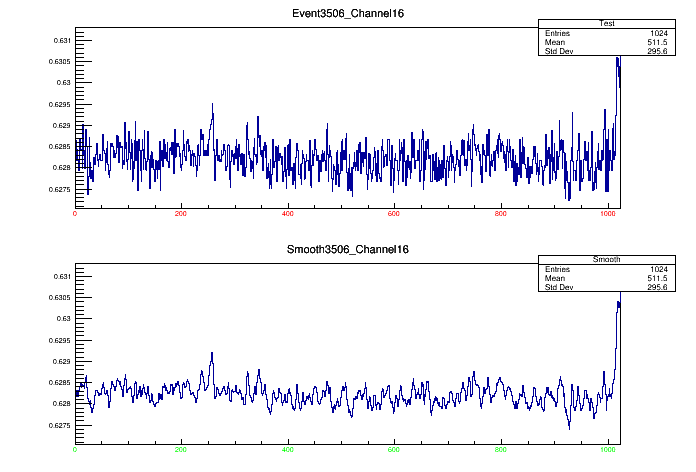 Event3506_Channel16
Test
Entries 1024
Mean 511.5
Std Dev 295.6
0.631
0.6305
0.63
0.6295
0.629
0.6285
0.628
0.6275
0 200 400 600 800 1000
Smooth3506_Channel16
Smooth
Entries 1024
Mean 511.5
Std Dev 295.6
0.631
0.6305
0.63
0.6295
0.629
0.6285
0.628
0.6275
0 200 400 600 800 1000